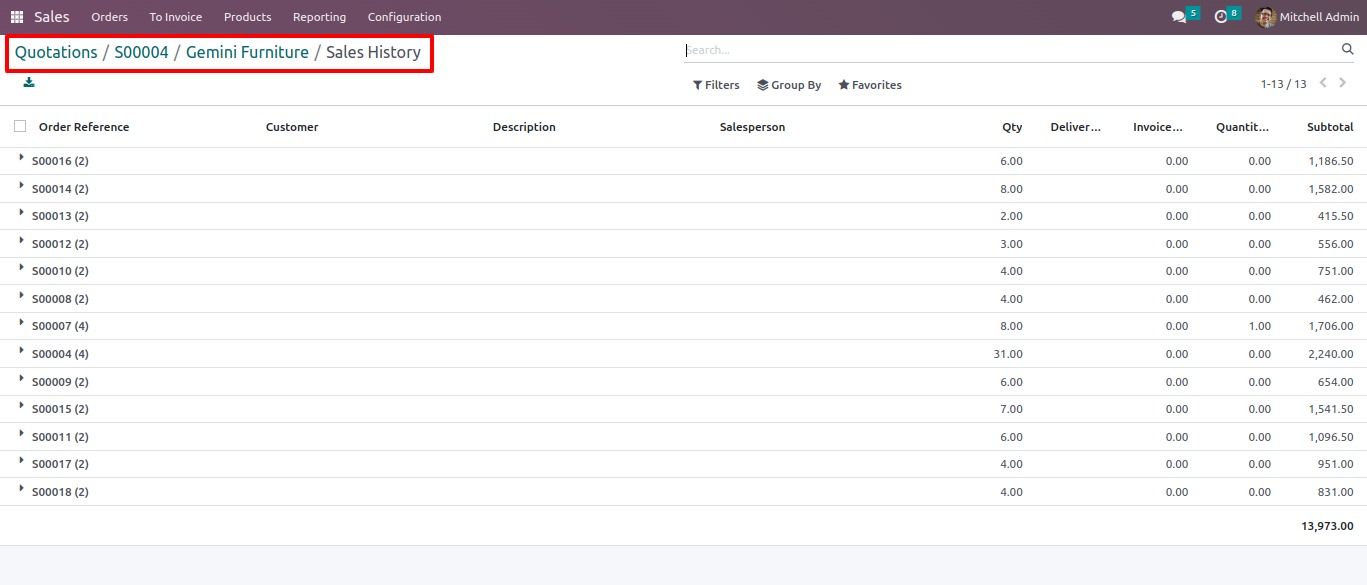 Sales Orders To Invoice Products Reporting Configuration 5 8 Mitchell Admin
Quotations / S00004 / Gemini Furniture / Sales History Search...
Filters Group By Favorites 1-13 / 13
Order Reference Customer Description Salesperson Qty Deliver... Invoice... Quantit... Subtotal
S00016 (2) 6.00 0.00 0.00 1,186.50
S00014 (2) 8.00 0.00 0.00 1,582.00
S00013 (2) 2.00 0.00 0.00 415.50
S00012 (2) 3.00 0.00 0.00 556.00
S00010 (2) 4.00 0.00 0.00 751.00
S00008 (2) 4.00 0.00 0.00 462.00
S00007 (4) 8.00 0.00 1.00 1,706.00
S00004 (4) 31.00 0.00 0.00 2,240.00
S00009 (2) 6.00 0.00 0.00 654.00
S00015 (2) 7.00 0.00 0.00 1,541.50
S00011 (2) 6.00 0.00 0.00 1,096.50
S00017 (2) 4.00 0.00 0.00 951.00
S00018 (2) 4.00 0.00 0.00 831.00
13,973.00